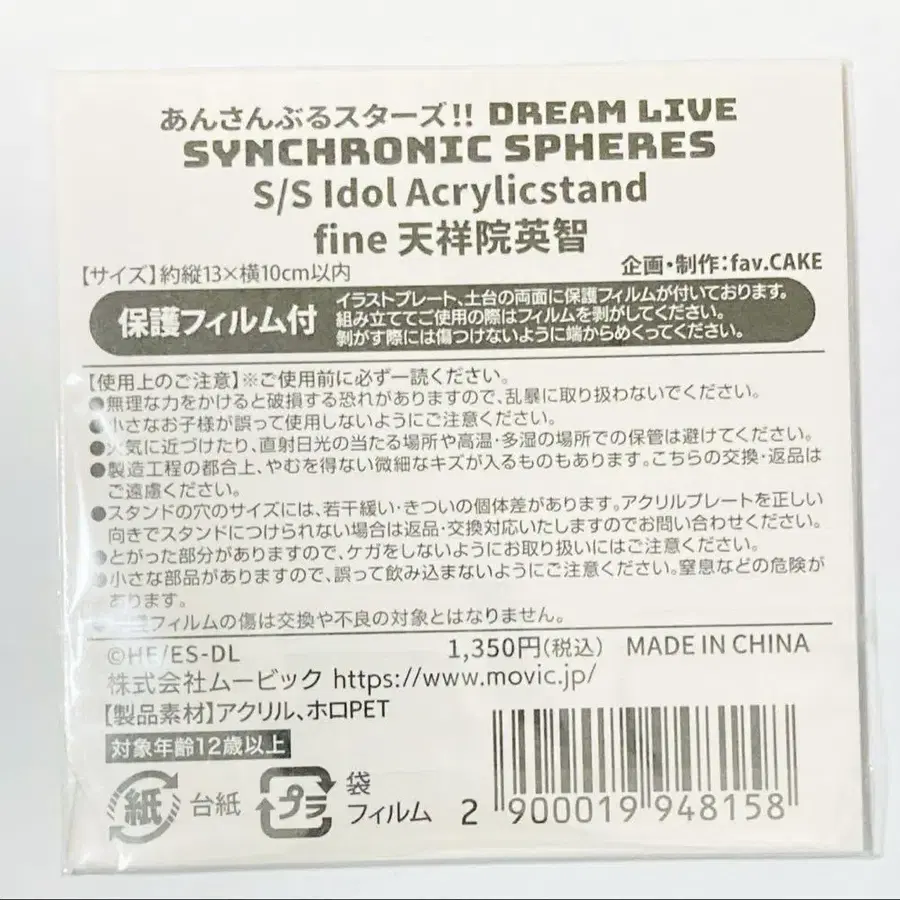 あんさんぶるスターズ!! DREAM LIVE
SYNCHRONIC SPHERES
S/S Idol Acrylicstand
fine 天祥院英智
【サイズ】約縦13×横10cm以内
企画・制作:fav.CAKE
保護フィルム付
イラストプレート、土台の両面に保護フィルムが付いております。
組み立ててご使用の際はフィルムを剥がしてください。
剥がす際には傷つけないように端からめくってください。
【使用上のご注意】※ご使用前に必ず一読ください。
●無理な力をかけると破損する恐れがありますので、乱暴に取り扱わないでください。
●小さなお子様が誤って使用しないようにご注意ください。
●火気に近づけたり、直射日光の当たる場所や高温・多湿の場所での保管は避けてください。
●製造工程の都合上、やむを得ない微細なキズが入るものもあります。こちらの交換・返品は
ご遠慮ください。
●スタンドの穴のサイズには、若干緩い・きついの個体差があります。アクリルプレートを正しい
向きでスタンドにつけられない場合は返品・交換対応いたしますのでお問い合わせください。
●とがった部分がありますので、ケガをしないようにお取り扱いにはご注意ください。
●小さな部品がありますので、誤って飲み込まないようにご注意ください。窒息などの危険が
あります。
フィルムの傷は交換や不良の対象とはなりません。
©HE/ES-DL
1,350円(税込) MADE IN CHINA
株式会社ムービック https://www.movic.jp/
【製品素材】アクリル、ホロPET
対象年齢12歳以上
紙 台紙
プラ 袋
フィルム
2 900019 948158